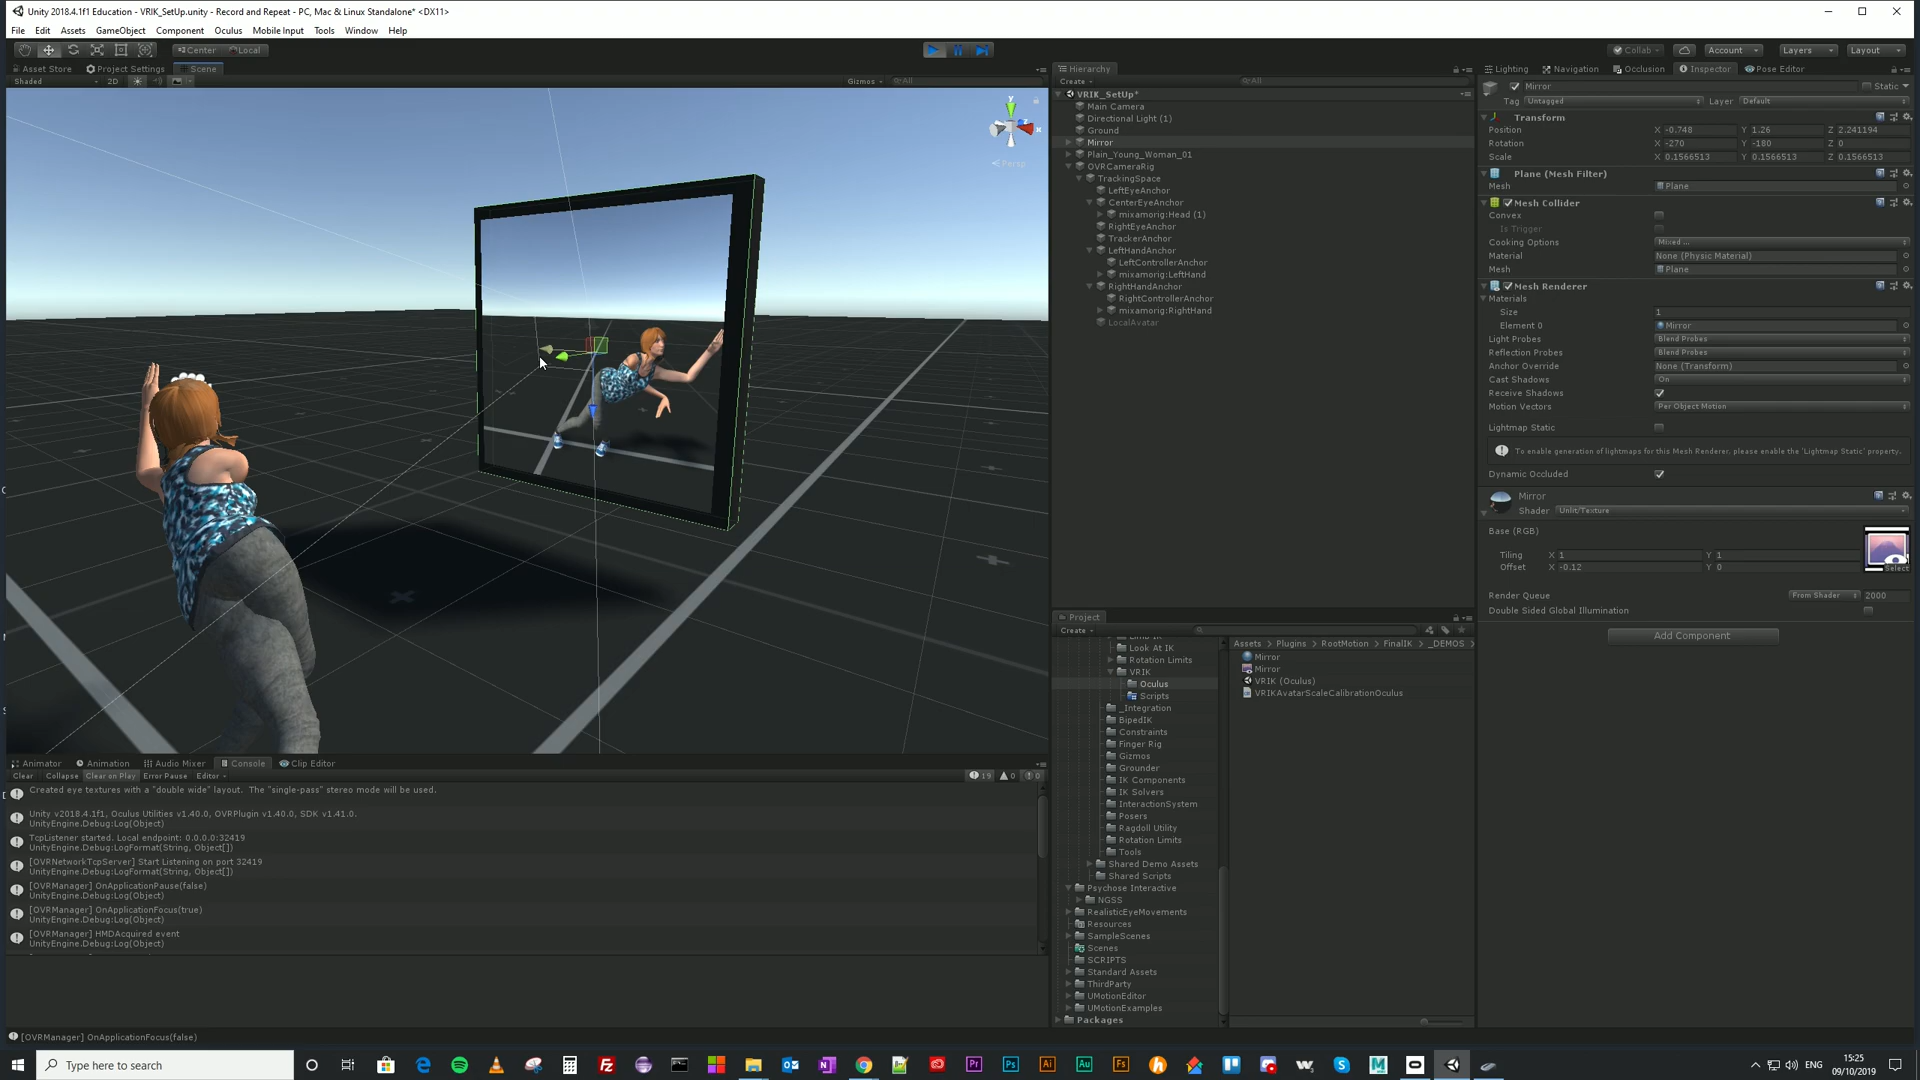 Unity 2018.4.1f1 Education - VRIK_SetUp.unity - Record and Repeat - PC, Mac & Linux Standalone* <DX11>
File Edit Assets GameObject Component Oculus Mobile Input Tools Window Help
Center Local Collab Account Layers Layout
Asset Store Project Settings Scene
Shaded 2D Gizmos All
Persp
Hierarchy
Create All
VRIK_SetUp*
Main Camera
Directional Light (1)
Ground
Mirror
Plain_Young_Woman_01
OVRCameraRig
TrackingSpace
LeftEyeAnchor
CenterEyeAnchor
mixamorig:Head (1)
RightEyeAnchor
TrackerAnchor
LeftHandAnchor
LeftControllerAnchor
mixamorig:LeftHand
RightHandAnchor
RightControllerAnchor
mixamorig:RightHand
LocalAvatar
Lighting Navigation Occlusion Inspector Pose Editor
Mirror Static
Tag Untagged Layer Default
Transform
Position X -0.748 Y 1.26 Z 2.241194
Rotation X -270 Y -180 Z 0
Scale X 0.1566513 Y 0.1566513 Z 0.1566513
Plane (Mesh Filter)
Mesh Plane
Mesh Collider
Convex
Is Trigger
Cooking Options Mixed ...
Material None (Physic Material)
Mesh Plane
Mesh Renderer
Materials
Size 1
Element 0 Mirror
Light Probes Blend Probes
Reflection Probes Blend Probes
Anchor Override None (Transform)
Cast Shadows On
Receive Shadows
Motion Vectors Per Object Motion
Lightmap Static
To enable generation of lightmaps for this Mesh Renderer, please enable the 'Lightmap Static' property.
Dynamic Occluded
Mirror
Shader Unlit/Texture
Base (RGB)
Tiling X 1 Y 1
Offset X -0.12 Y 0
Select
Render Queue From Shader 2000
Double Sided Global Illumination
Add Component
Project
Create
Limb IK
Look At IK
Rotation Limits
VRIK
Oculus
Scripts
_Integration
BipedIK
Constraints
Finger Rig
Gizmos
Grounder
IK Components
IK Solvers
InteractionSystem
Posers
Ragdoll Utility
Rotation Limits
Tools
Shared Demo Assets
Shared Scripts
Psychose Interactive
NGSS
RealisticEyeMovements
Resources
SampleScenes
Scenes
SCRIPTS
Standard Assets
ThirdParty
UMotionEditor
UMotionExamples
Packages
Assets > Plugins > RootMotion > FinalIK > _DEMOS >
Mirror
Mirror
VRIK (Oculus)
VRIKAvatarScaleCalibrationOculus
Animator Animation Audio Mixer Console Clip Editor
Clear Collapse Clear on Play Error Pause Editor 19 0 0
Created eye textures with a "double wide" layout. The "single-pass" stereo mode will be used.
Unity v2018.4.1f1, Oculus Utilities v1.40.0, OVRPlugin v1.40.0, SDK v1.41.0.
UnityEngine.Debug:Log(Object)
TcpListener started. Local endpoint: 0.0.0.0:32419
UnityEngine.Debug:LogFormat(String, Object[])
[OVRNetworkTcpServer] Start Listening on port 32419
UnityEngine.Debug:LogFormat(String, Object[])
[OVRManager] OnApplicationPause(false)
UnityEngine.Debug:Log(Object)
[OVRManager] OnApplicationFocus(true)
UnityEngine.Debug:Log(Object)
[OVRManager] HMDAcquired event
UnityEngine.Debug:Log(Object)
[OVRManager] OnApplicationFocus(false)
Type here to search
ENG
15:25
09/10/2019